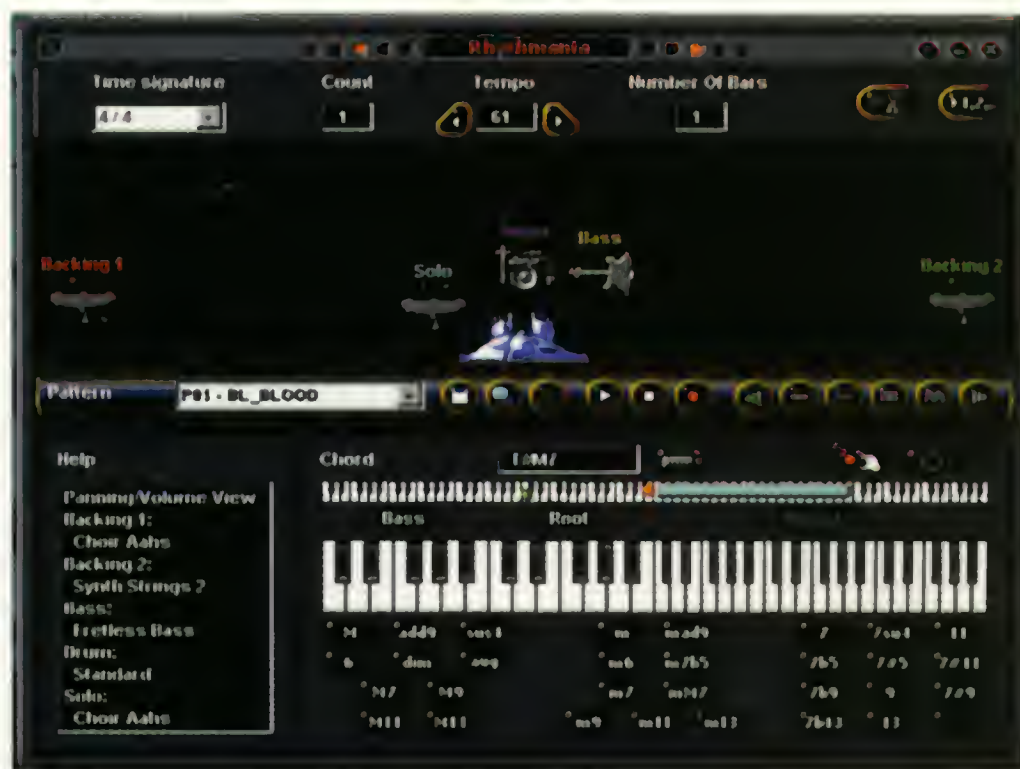 Rhythmania
Time signature
Count
Tempo
Number Of Bars
4/4
1
61
1
Bass
Backing 1
Solo
Backing 2
Pattern
P01 - BL_BLOOD
Help
Chord
Panning/Volume View
Backing 1:
Choir Aahs
Backing 2:
Synth Strings 2
Bass:
Fretless Bass
Drum:
Standard
Solo:
Choir Aahs
Bass
Root
M add9 sus4 m madd9 7 7sus4 11
6 dim aug m6 m7b5 7b5 7#5 7#11
M7 M9 m7 mM7 7b9 9 7#9
M11 m9 m11 m13 7b13 13